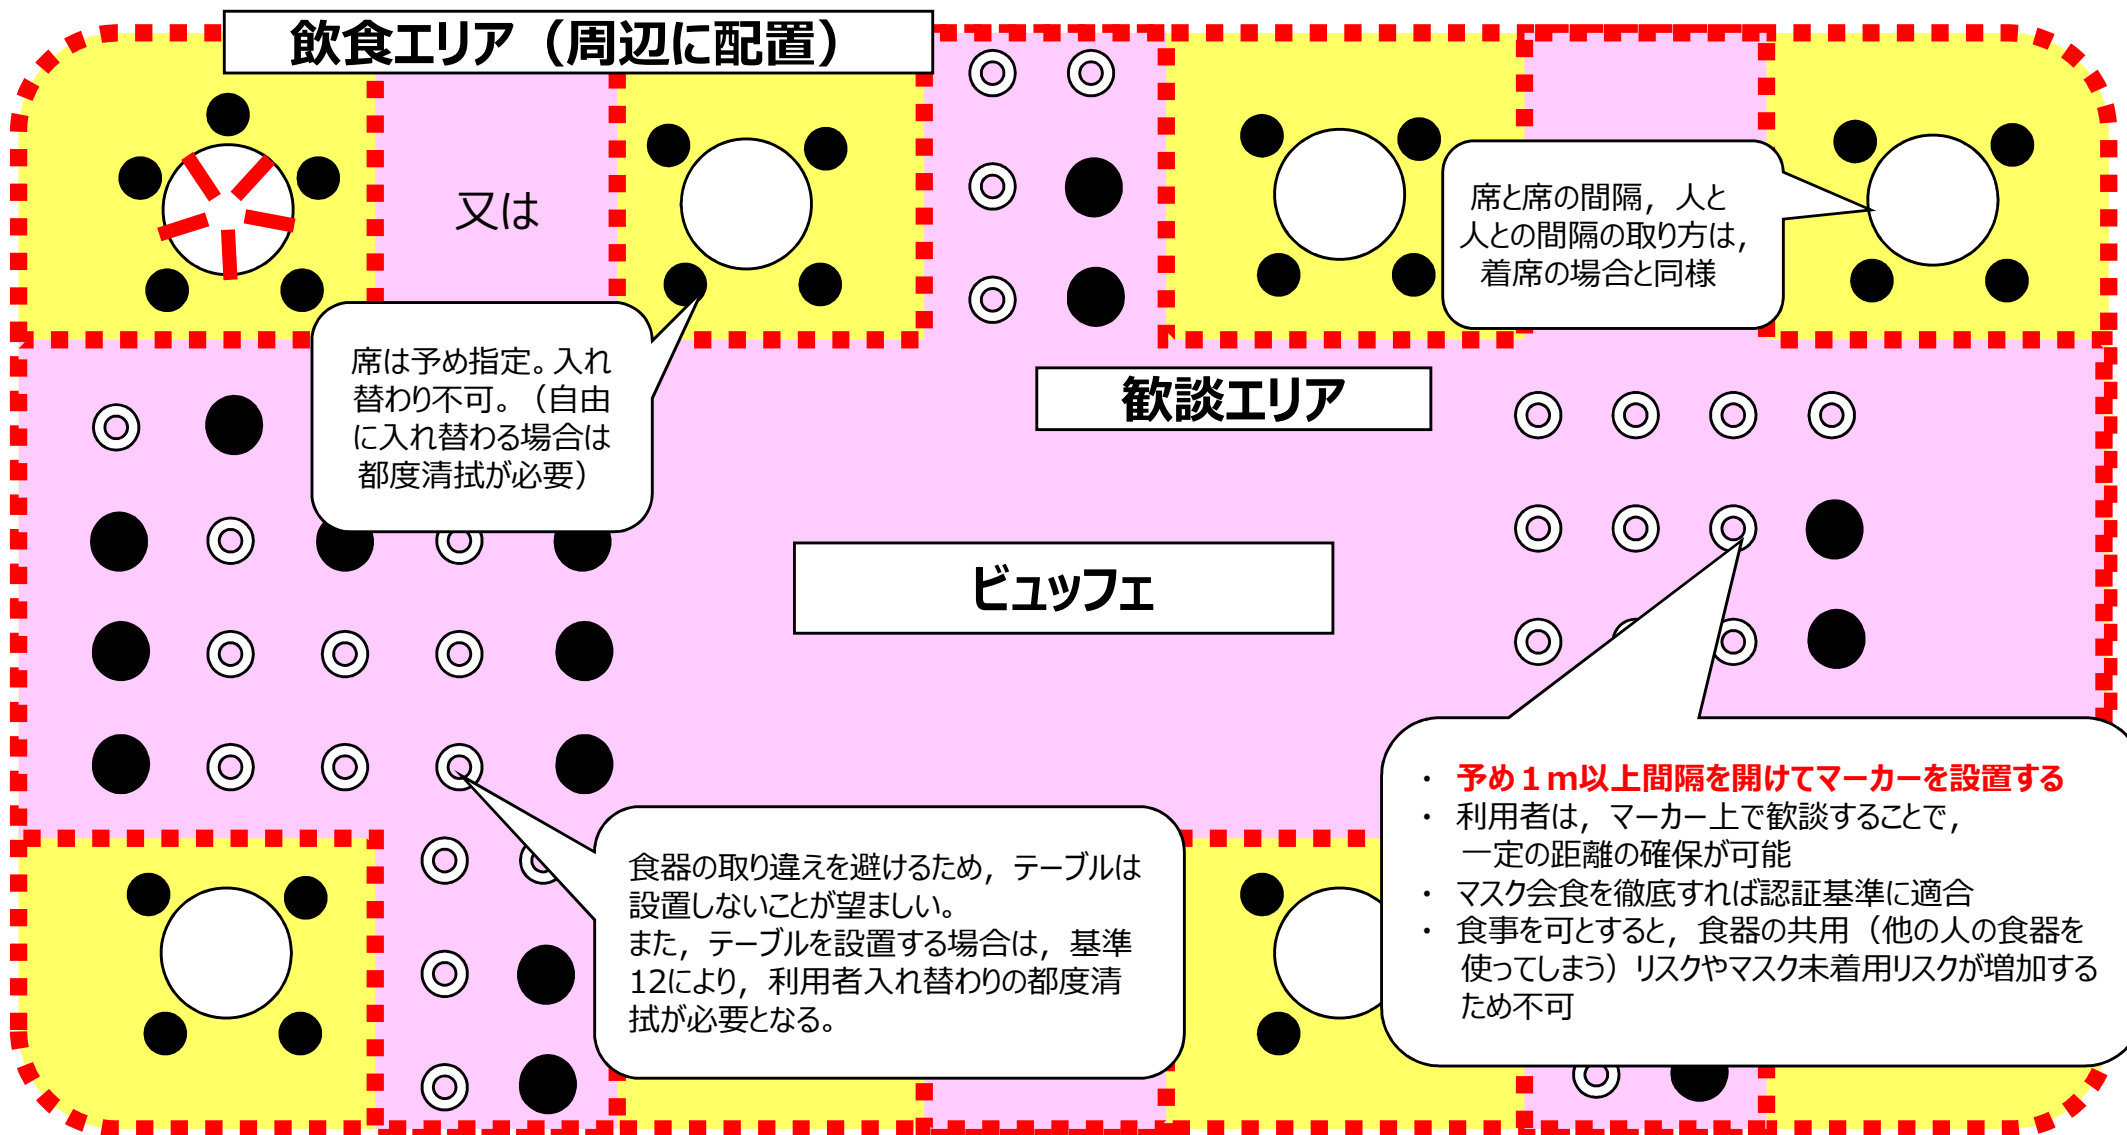 飲食エリア（周辺に配置）
又は
席と席の間隔，人と
人との間隔の取り方は，
着席の場合と同様
席は予め指定。入れ
替わり不可。（自由
に入れ替わる場合は
都度清拭が必要）
歓談エリア
ビュッフェ
・ 予め１ｍ以上間隔を開けてマーカーを設置する
・ 利用者は，マーカー上で歓談することで，
一定の距離の確保が可能
・ マスク会食を徹底すれば認証基準に適合
・ 食事を可とすると，食器の共用（他の人の食器を
使ってしまう）リスクやマスク未着用リスクが増加する
ため不可
食器の取り違えを避けるため，テーブルは
設置しないことが望ましい。
また，テーブルを設置する場合は，基準
12により，利用者入れ替わりの都度清
拭が必要となる。